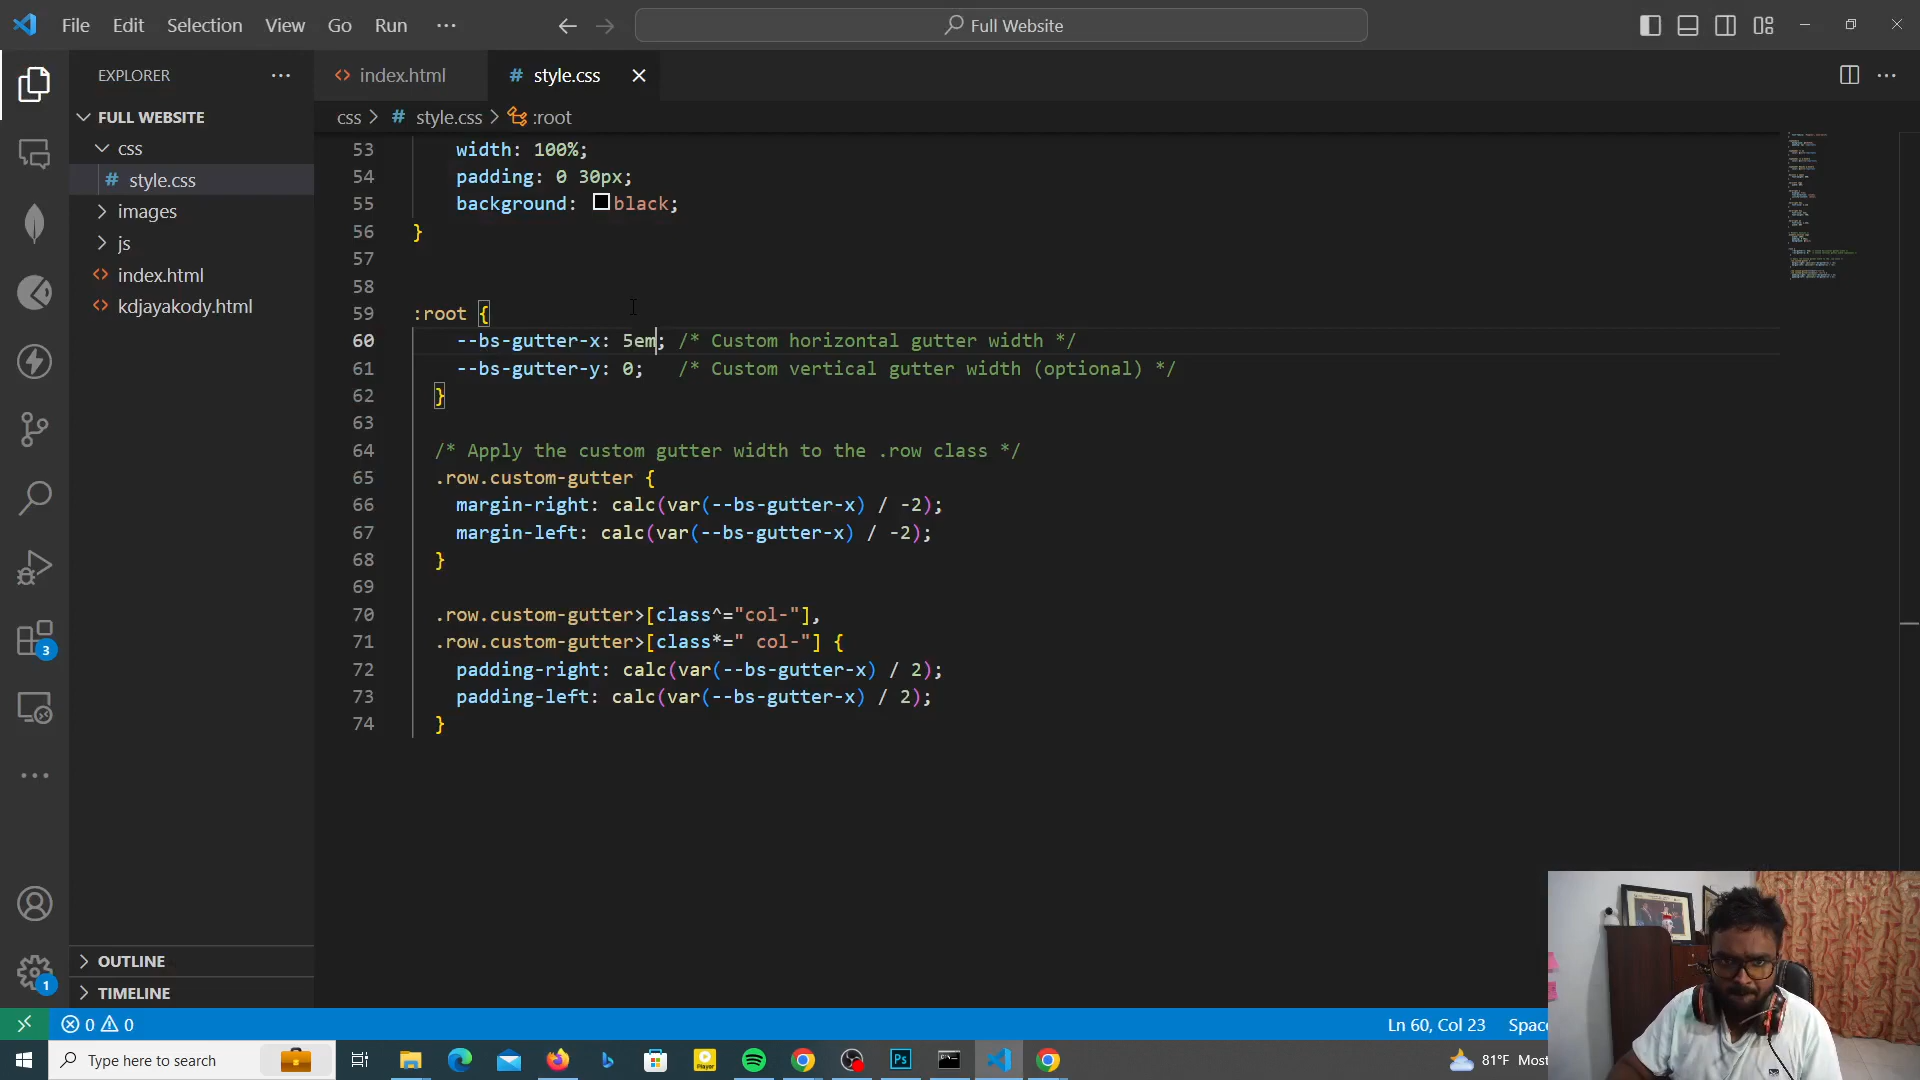 File Edit Selection View Go Run ···
Full Website
EXPLORER
FULL WEBSITE
css
# style.css
images
js
<> index.html
<> kdjayakody.html
OUTLINE
TIMELINE
<> index.html
# style.css
css > # style.css > :root
53 width: 100%;
54 padding: 0 30px;
55 background: black;
56 }
57
58
59 :root {
60 --bs-gutter-x: 5em; /* Custom horizontal gutter width */
61 --bs-gutter-y: 0; /* Custom vertical gutter width (optional) */
62 }
63
64 /* Apply the custom gutter width to the .row class */
65 .row.custom-gutter {
66 margin-right: calc(var(--bs-gutter-x) / -2);
67 margin-left: calc(var(--bs-gutter-x) / -2);
68 }
69
70 .row.custom-gutter>[class^="col-"],
71 .row.custom-gutter>[class*=" col-"] {
72 padding-right: calc(var(--bs-gutter-x) / 2);
73 padding-left: calc(var(--bs-gutter-x) / 2);
74 }
3
1
0 0
Ln 60, Col 23 Spac
Type here to search
Player
Ps
81°F Most